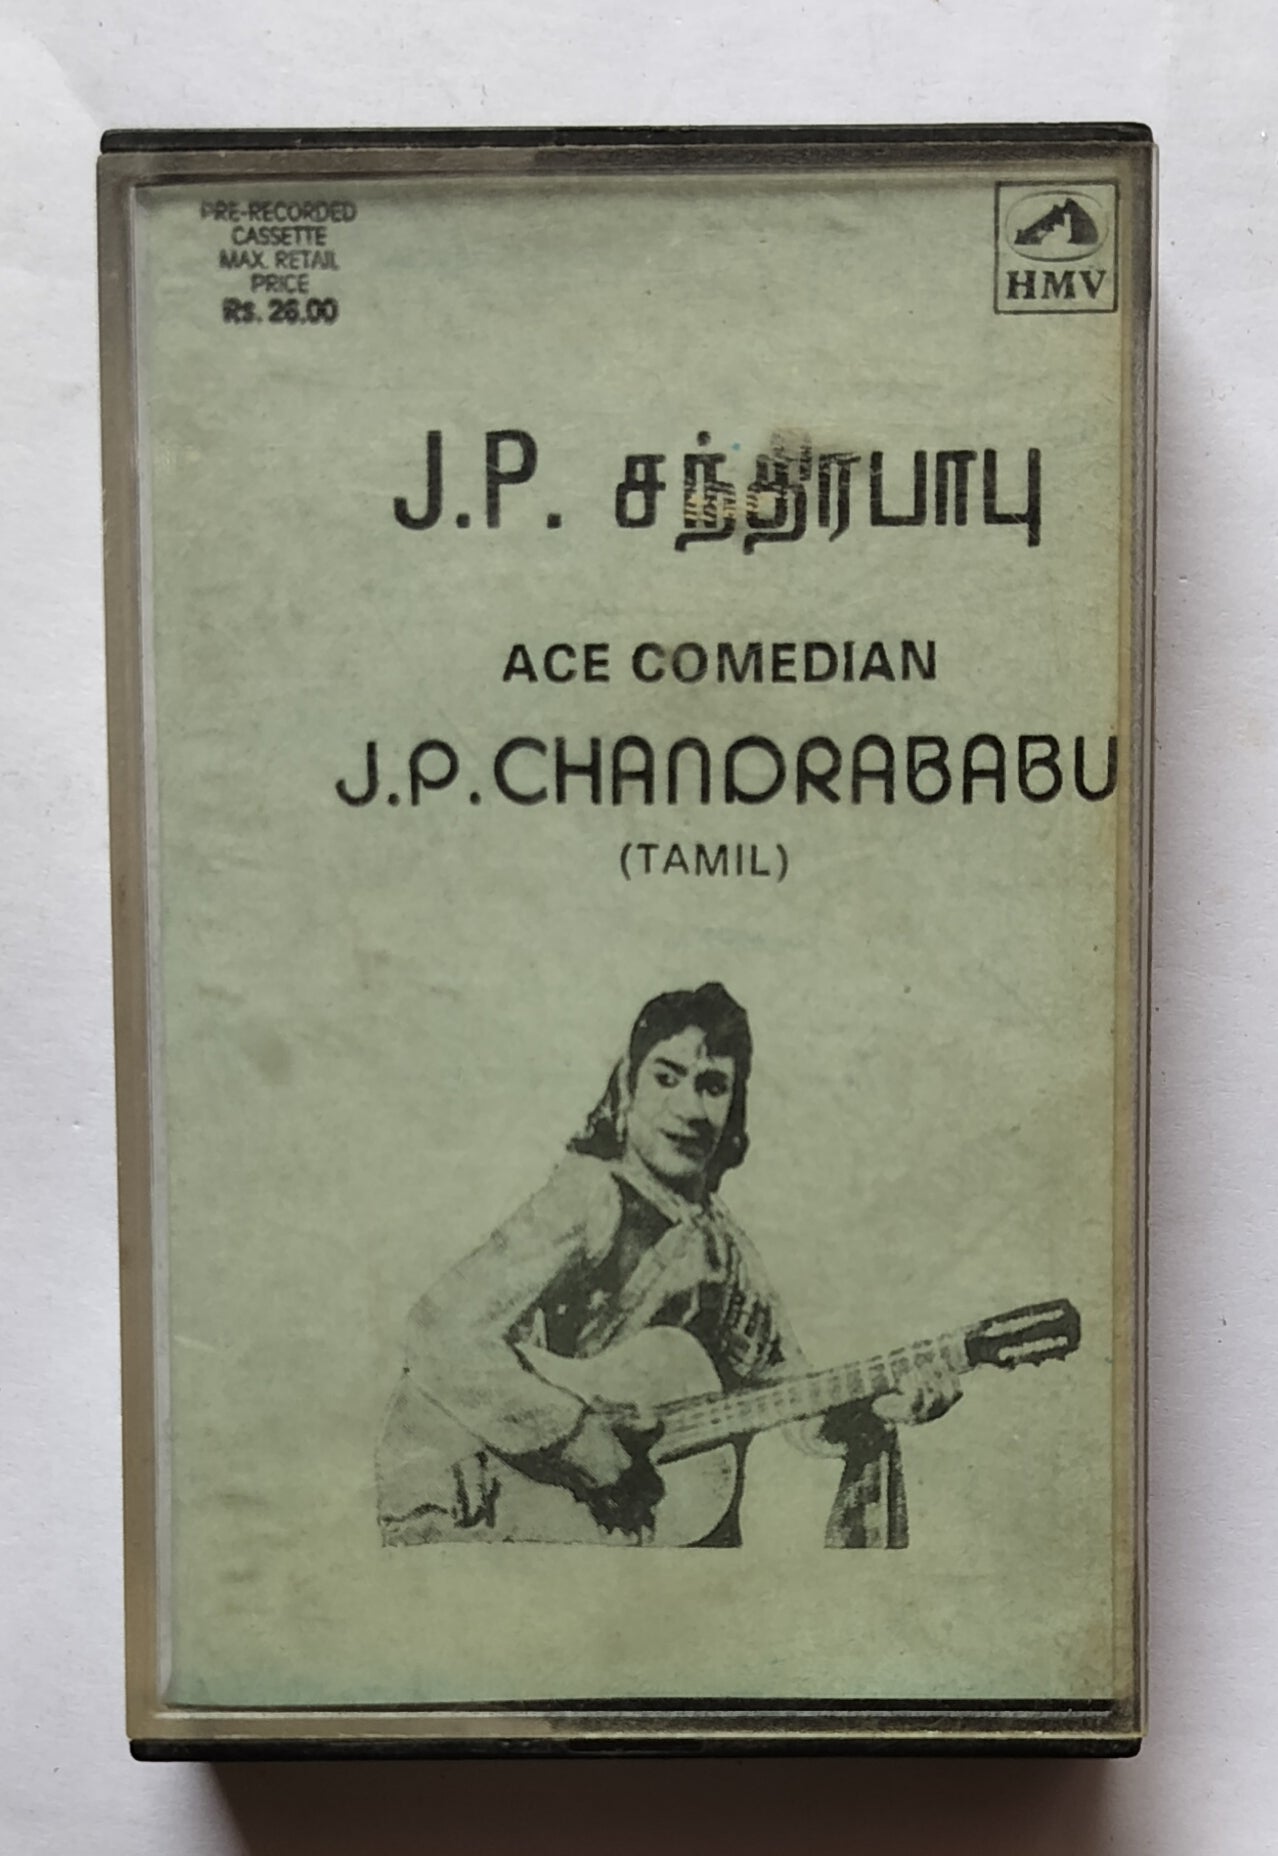 PRE-RECORDED
CASSETTE
MAX. RETAIL
PRICE
Rs. 26.00
HMV
J.P. சந்திரபாபு
ACE COMEDIAN
J.P. CHANDRABABU
(TAMIL)